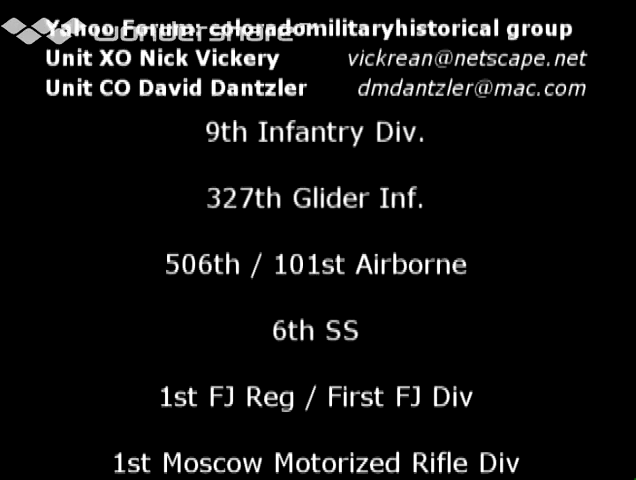 Yahoo Forum: coloradomilitaryhistorical group
wondershare™
Unit XO Nick Vickery vickrean@netscape.net
Unit CO David Dantzler dmdantzler@mac.com
9th Infantry Div.
327th Glider Inf.
506th / 101st Airborne
6th SS
1st FJ Reg / First FJ Div
1st Moscow Motorized Rifle Div